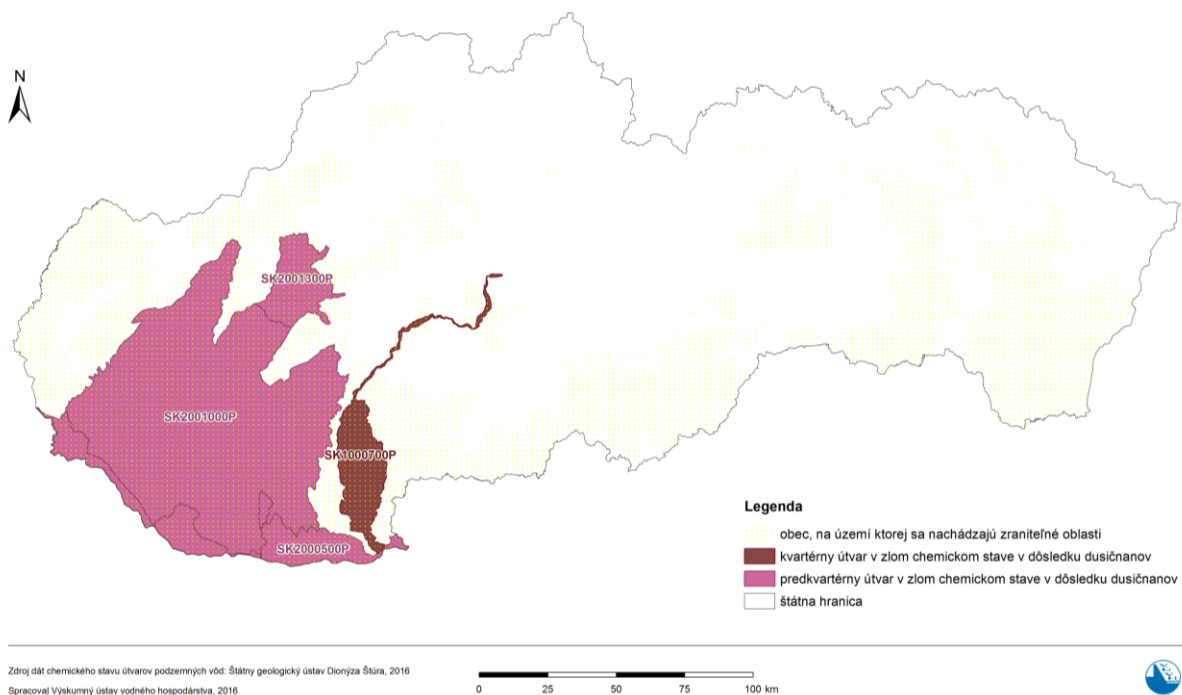 N
SK2001300P
SK2001000P
SK1000700P
SK2000500P
Legenda
obec, na území ktorej sa nachádzajú zraniteľné oblasti
kvartérny útvar v zlom chemickom stave v dôsledku dusičnanov
predkvartérny útvar v zlom chemickom stave v dôsledku dusičnanov
štátna hranica
Zdroj dát chemického stavu útvarov podzemných vôd: Štátny geologický ústav Dionýza Štúra, 2016
Spracoval Výskumný ústav vodného hospodárstva, 2016
0 25 50 75 100 km